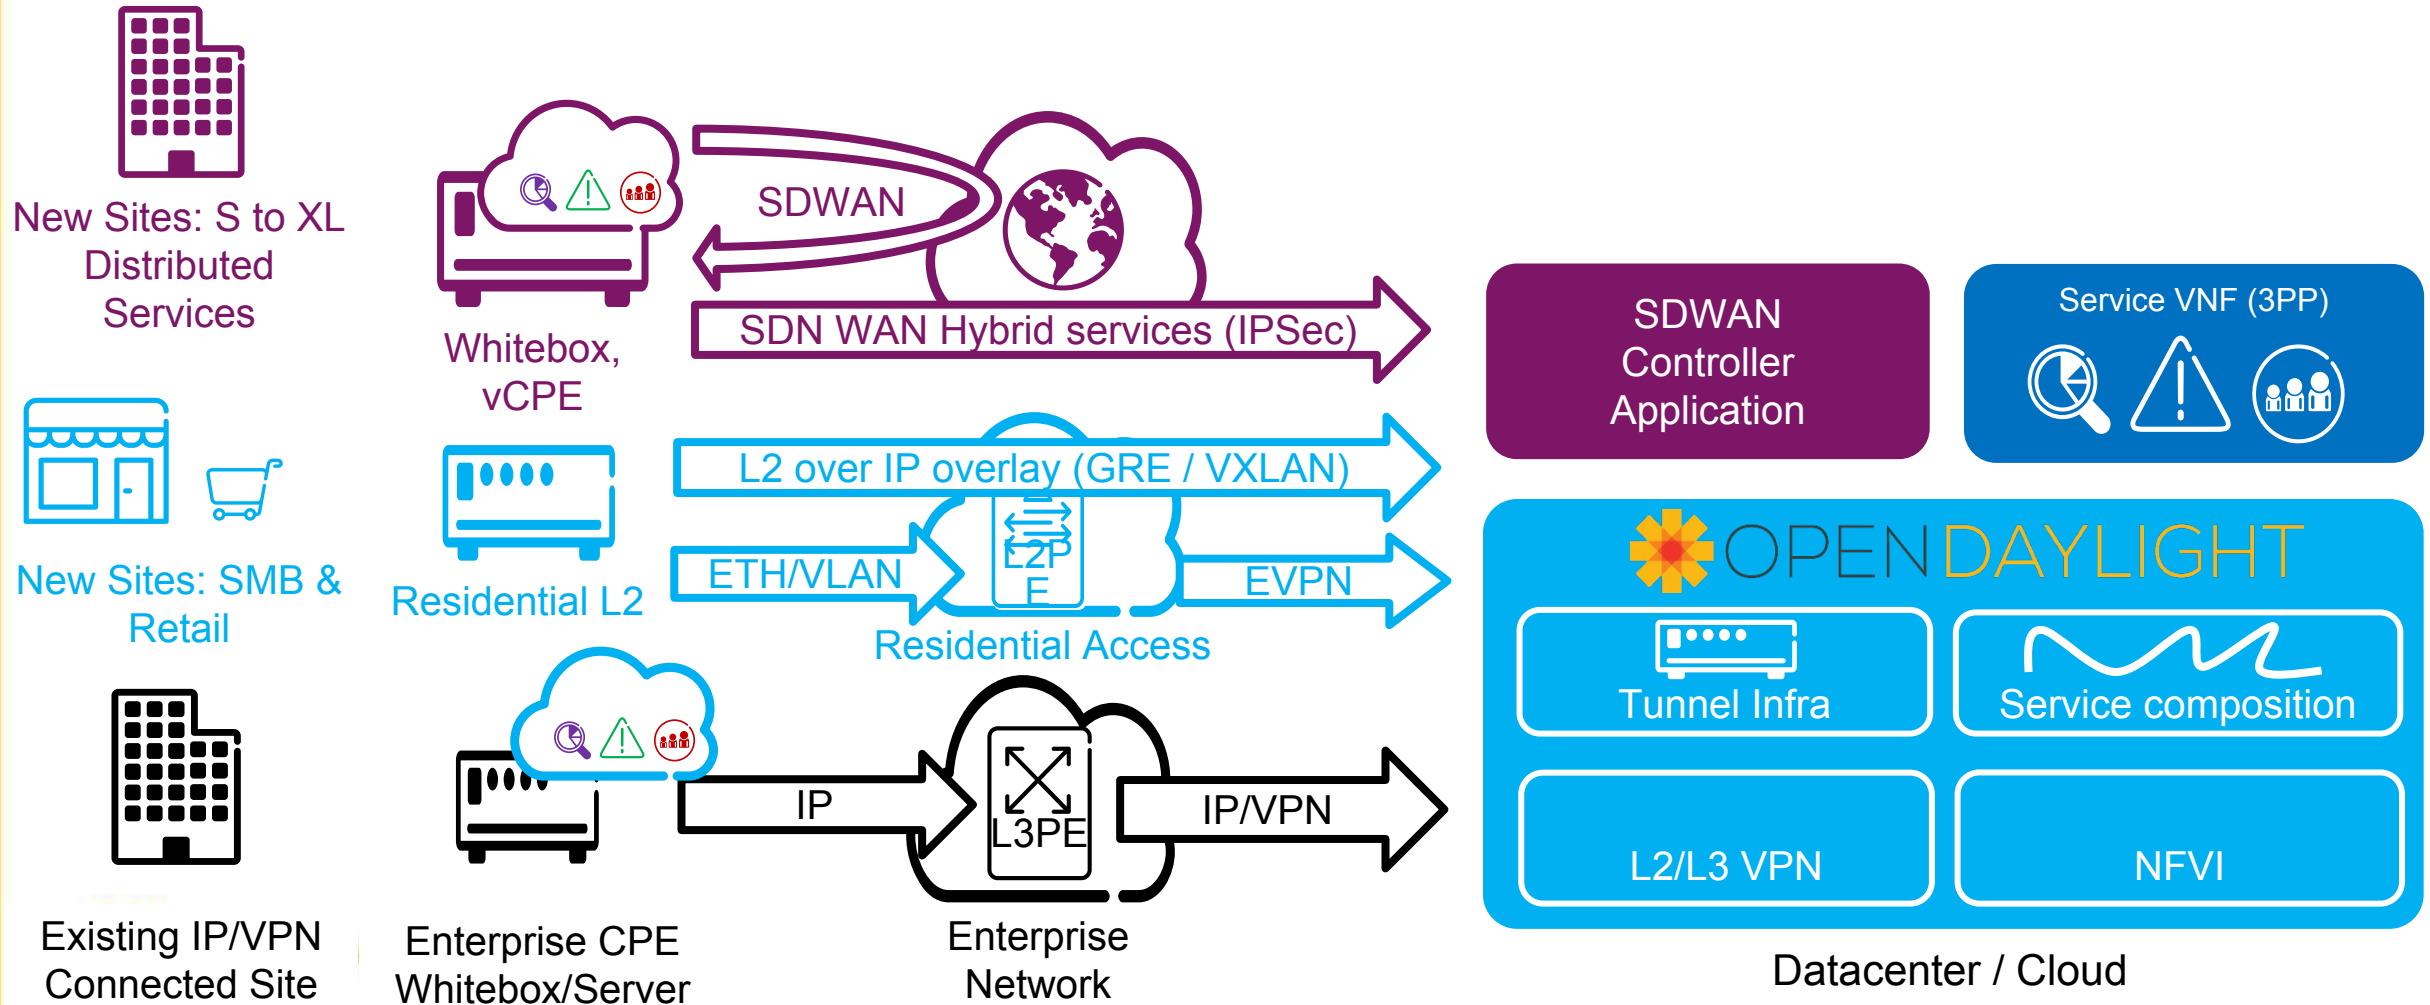 New Sites: S to XL
Distributed
Services
Whitebox,
vCPE
SDWAN
SDN WAN Hybrid services (IPSec)
SDWAN
Controller
Application
Service VNF (3PP)
New Sites: SMB &
Retail
Residential L2
L2 over IP overlay (GRE / VXLAN)
ETH/VLAN
L2P
E
EVPN
Residential Access
OPENDAYLIGHT
Tunnel Infra
Service composition
L2/L3 VPN
NFVI
Existing IP/VPN
Connected Site
Enterprise CPE
Whitebox/Server
IP
L3PE
IP/VPN
Enterprise
Network
Datacenter / Cloud